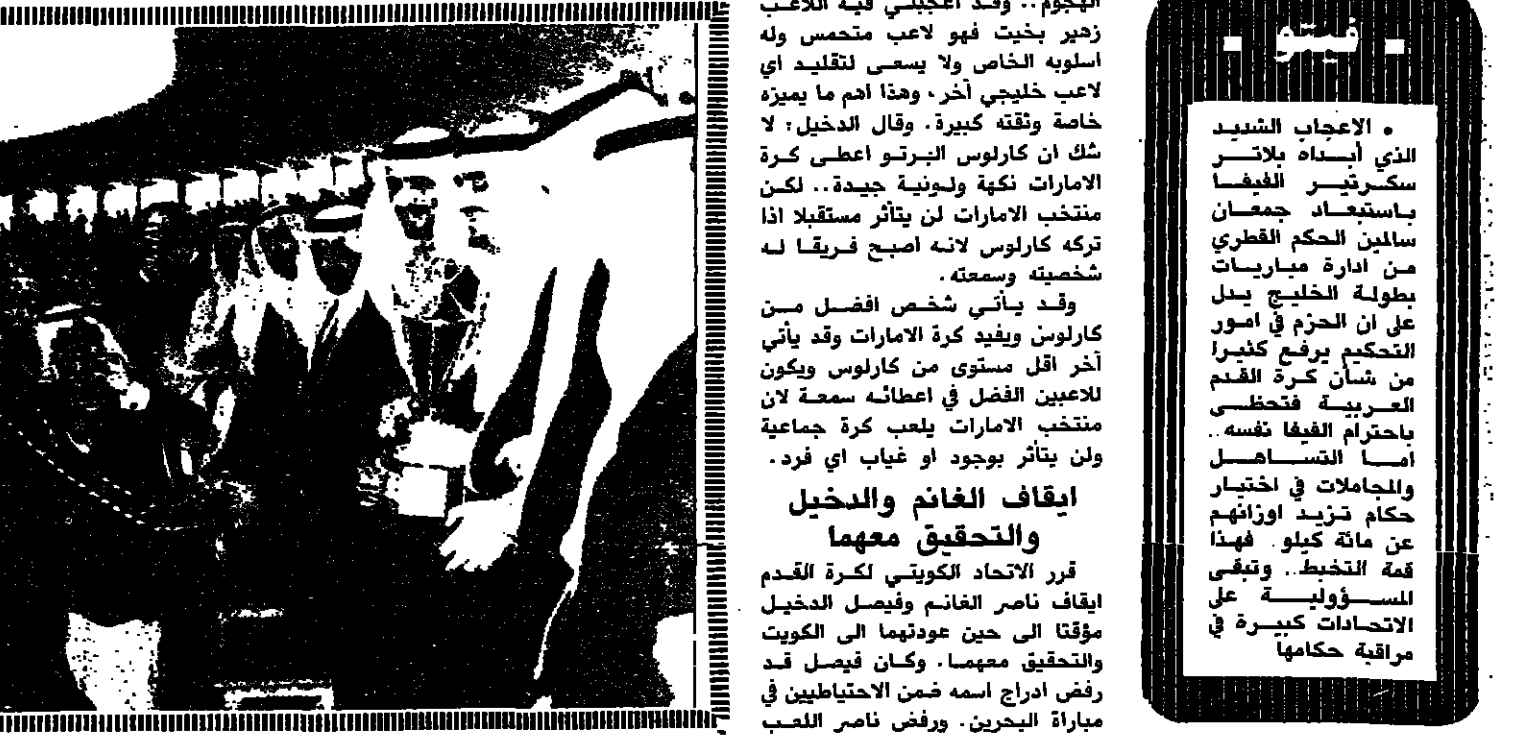 - فيتو -
• الاعجاب الشديد
الذي أبداه بلاتر
سكرتير الفيفا
باستبعاد جمعان
سالمين الحكم القطري
من ادارة مباريات
بطولة الخليج يدل
على ان الحزم في امور
التحكيم يرفع كثيرا
من شأن كرة القدم
العربية فتحظى
باحترام الفيفا نفسه ..
اما التساهل
والمجاملات في اختيار
حكام تزيد اوزانهم
عن مائة كيلو . فهذا
قمة التخبط .. وتبقى
المسؤولية على
الاتحادات كبيرة في
مراقبة حكامها
الهجوم .. وقد اعجبني فيه اللاعب
زهير بخيت فهو لاعب متحمس وله
اسلوبه الخاص ولا يسعى لتقليد اي
لاعب خليجي آخر ، وهذا اهم ما يميزه
خاصة وثقته كبيرة . وقال الدخيل : لا
شك ان كارلوس البرتو اعطى كرة
الامارات نكهة ولونية جيدة .. لكن
منتخب الامارات لن يتأثر مستقبلا اذا
تركه كارلوس لانه اصبح فريقا له
شخصيته وسمعته .
وقد يأتي شخص افضل من
كارلوس ويفيد كرة الامارات وقد يأتي
آخر اقل مستوى من كارلوس ويكون
للاعبين الفضل في اعطائه سمعة لان
منتخب الامارات يلعب كرة جماعية
ولن يتأثر بوجود او غياب اي فرد .
ايقاف الغانم والدخيل
والتحقيق معهما
قرر الاتحاد الكويتي لكرة القدم
ايقاف ناصر الغانم وفيصل الدخيل
مؤقتا الى حين عودتهما الى الكويت
والتحقيق معهما . وكان فيصل قد
رفض ادراج اسمه ضمن الاحتياطيين في
مباراة البحرين . ورفض ناصر اللعب